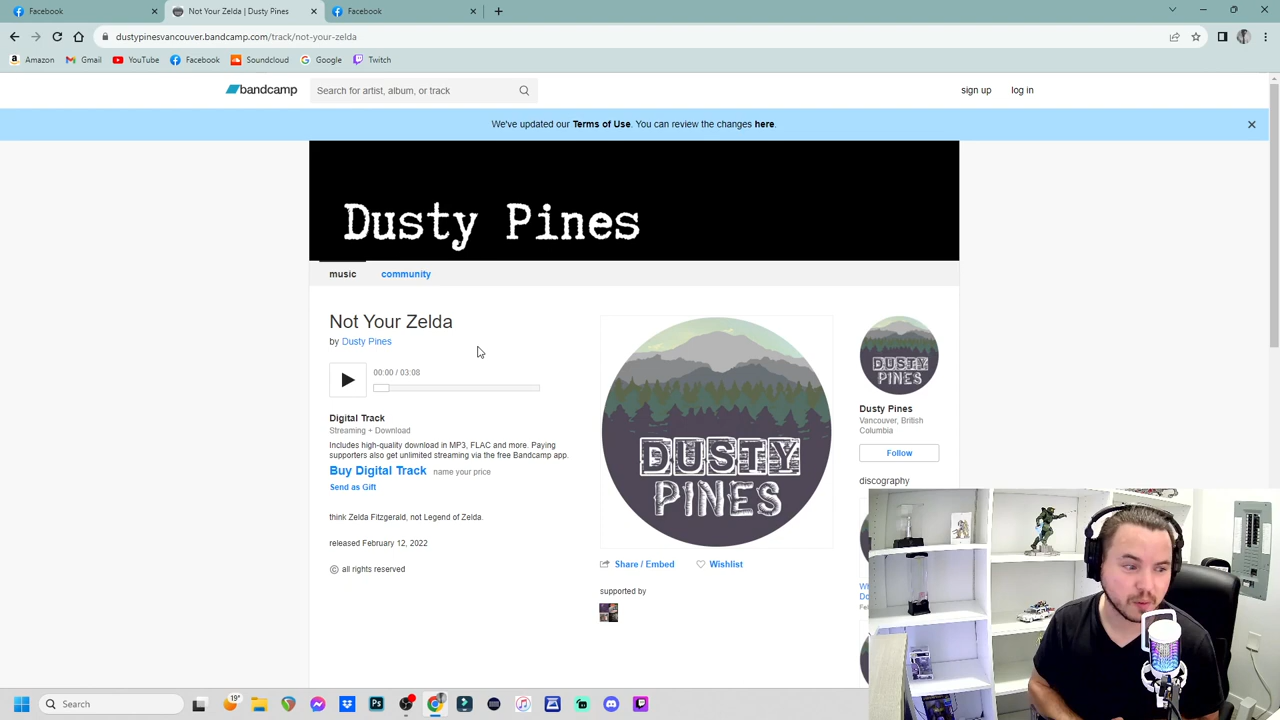 Facebook
Not Your Zelda | Dusty Pines
Facebook
dustypinesvancouver.bandcamp.com/track/not-your-zelda
Amazon Gmail YouTube Facebook Soundcloud Google Twitch
bandcamp
Search for artist, album, or track
sign up
log in
We've updated our Terms of Use. You can review the changes here.
Dusty Pines
music
community
Not Your Zelda
by Dusty Pines
00:00 / 03:08
Digital Track
Streaming + Download
Includes high-quality download in MP3, FLAC and more. Paying
supporters also get unlimited streaming via the free Bandcamp app.
Buy Digital Track name your price
Send as Gift
think Zelda Fitzgerald, not Legend of Zelda.
released February 12, 2022
all rights reserved
DUSTY
PINES
Share / Embed
Wishlist
supported by
DUSTY
PINES
Dusty Pines
Vancouver, British
Columbia
Follow
discography
Search
19°